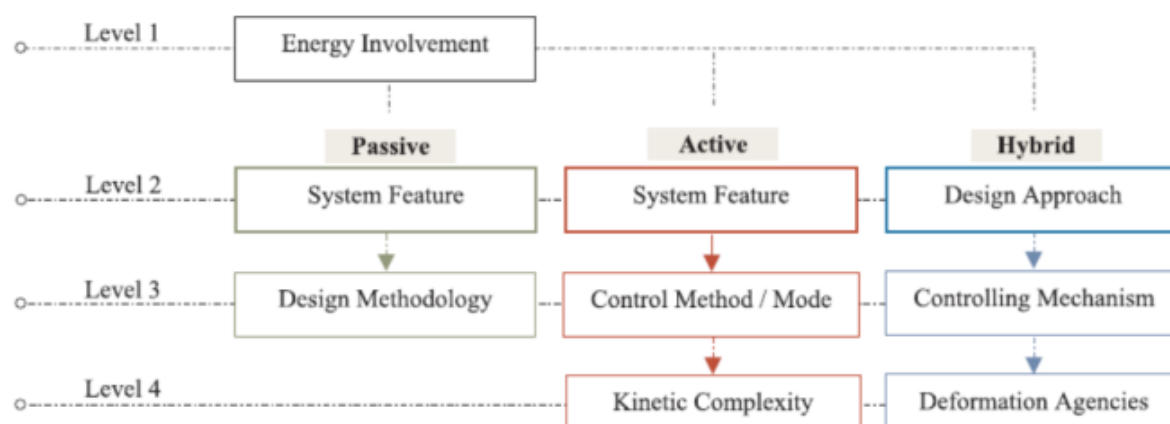 Level 1
Energy Involvement
Passive
Active
Hybrid
Level 2
System Feature
System Feature
Design Approach
Level 3
Design Methodology
Control Method / Mode
Controlling Mechanism
Level 4
Kinetic Complexity
Deformation Agencies